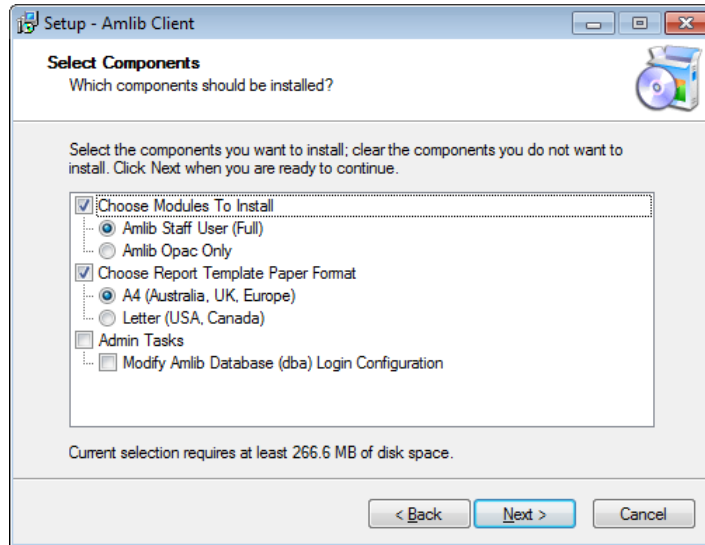 Setup - Amlib Client
Select Components
Which components should be installed?
Select the components you want to install; clear the components you do not want to
install. Click Next when you are ready to continue.
Choose Modules To Install
Amlib Staff User (Full)
Amlib Opac Only
Choose Report Template Paper Format
A4 (Australia, UK, Europe)
Letter (USA, Canada)
Admin Tasks
Modify Amlib Database (dba) Login Configuration
Current selection requires at least 266.6 MB of disk space.
< Back Next > Cancel